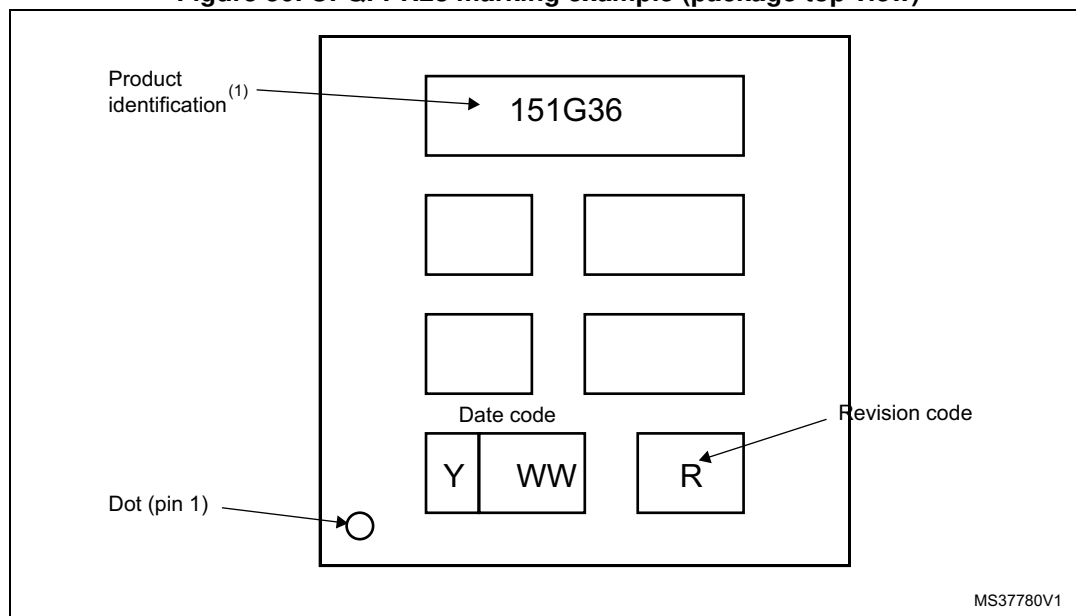 Product
identification (1)
151G36
Date code
Revision code
Y WW R
Dot (pin 1)
MS37780V1